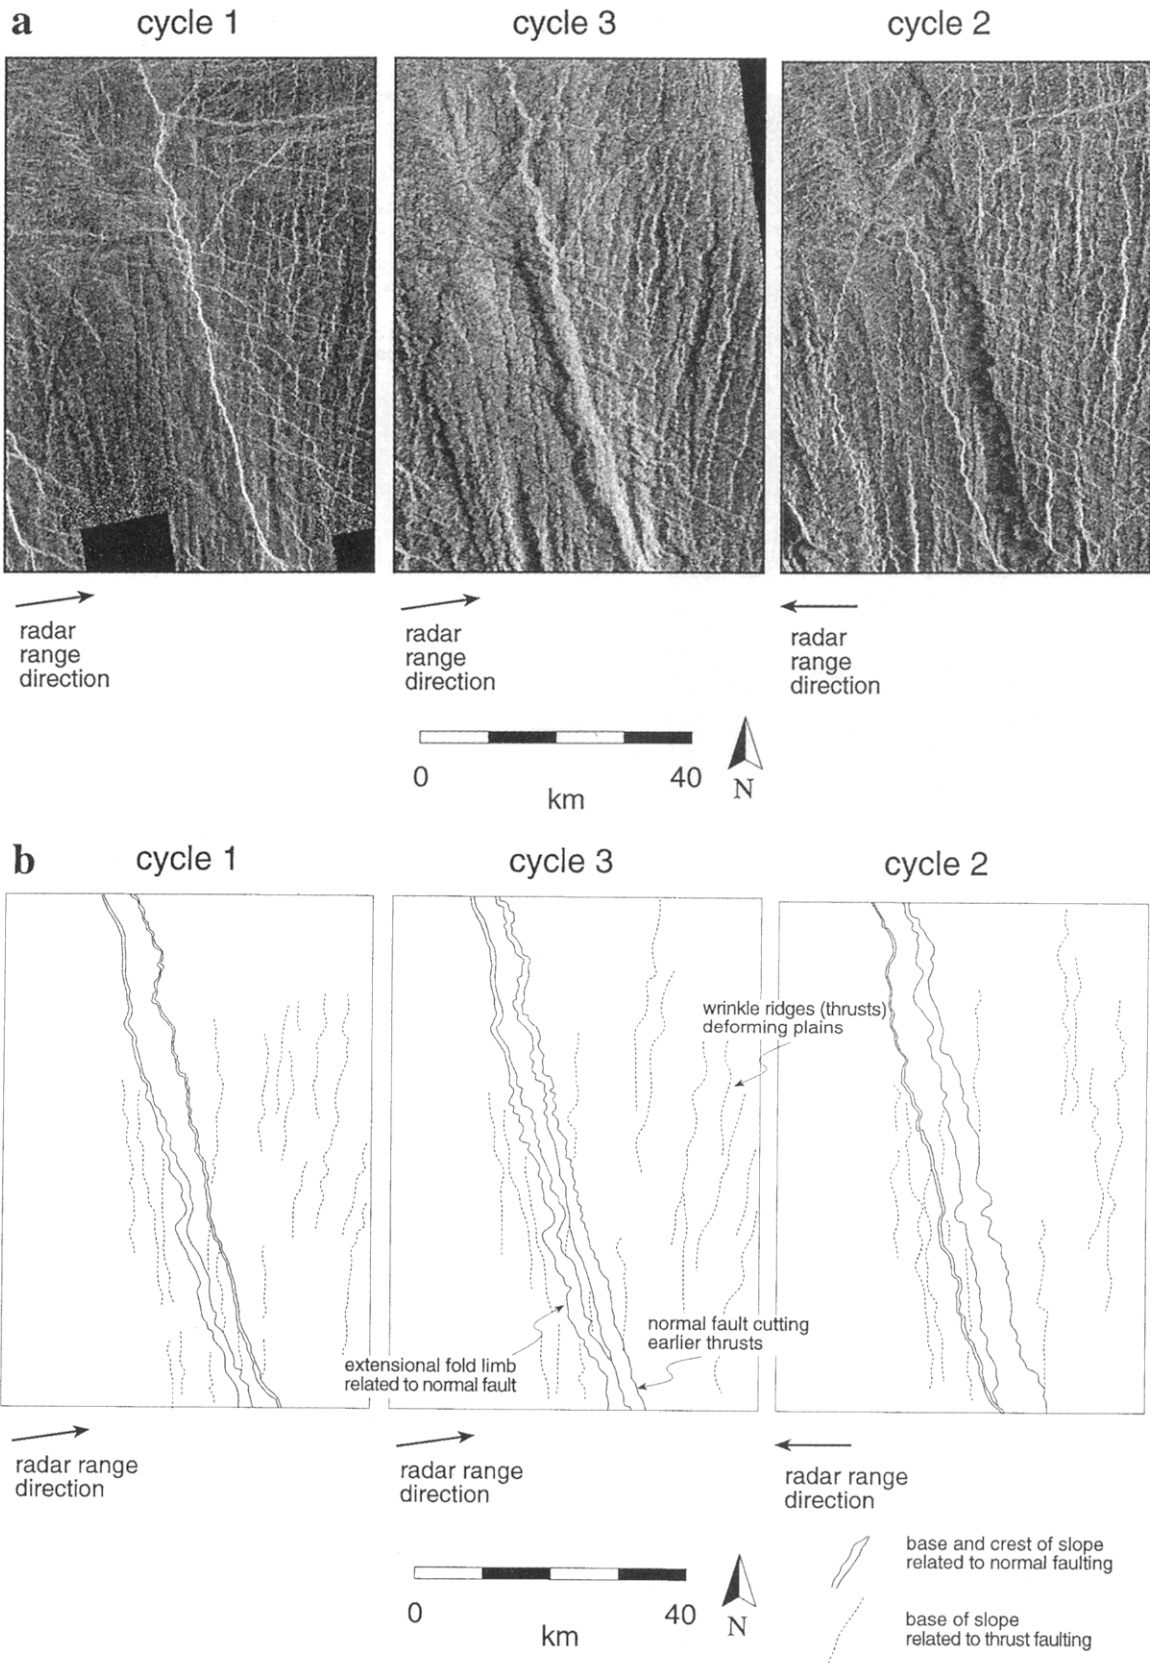 a
cycle 1
cycle 3
cycle 2
radar
range
direction
radar
range
direction
radar
range
direction
0
40
km
N
b
cycle 1
cycle 3
cycle 2
wrinkle ridges (thrusts)
deforming plains
normal fault cutting
earlier thrusts
extensional fold limb
related to normal fault
radar range
direction
radar range
direction
radar range
direction
0
40
km
N
base and crest of slope
related to normal faulting
base of slope
related to thrust faulting